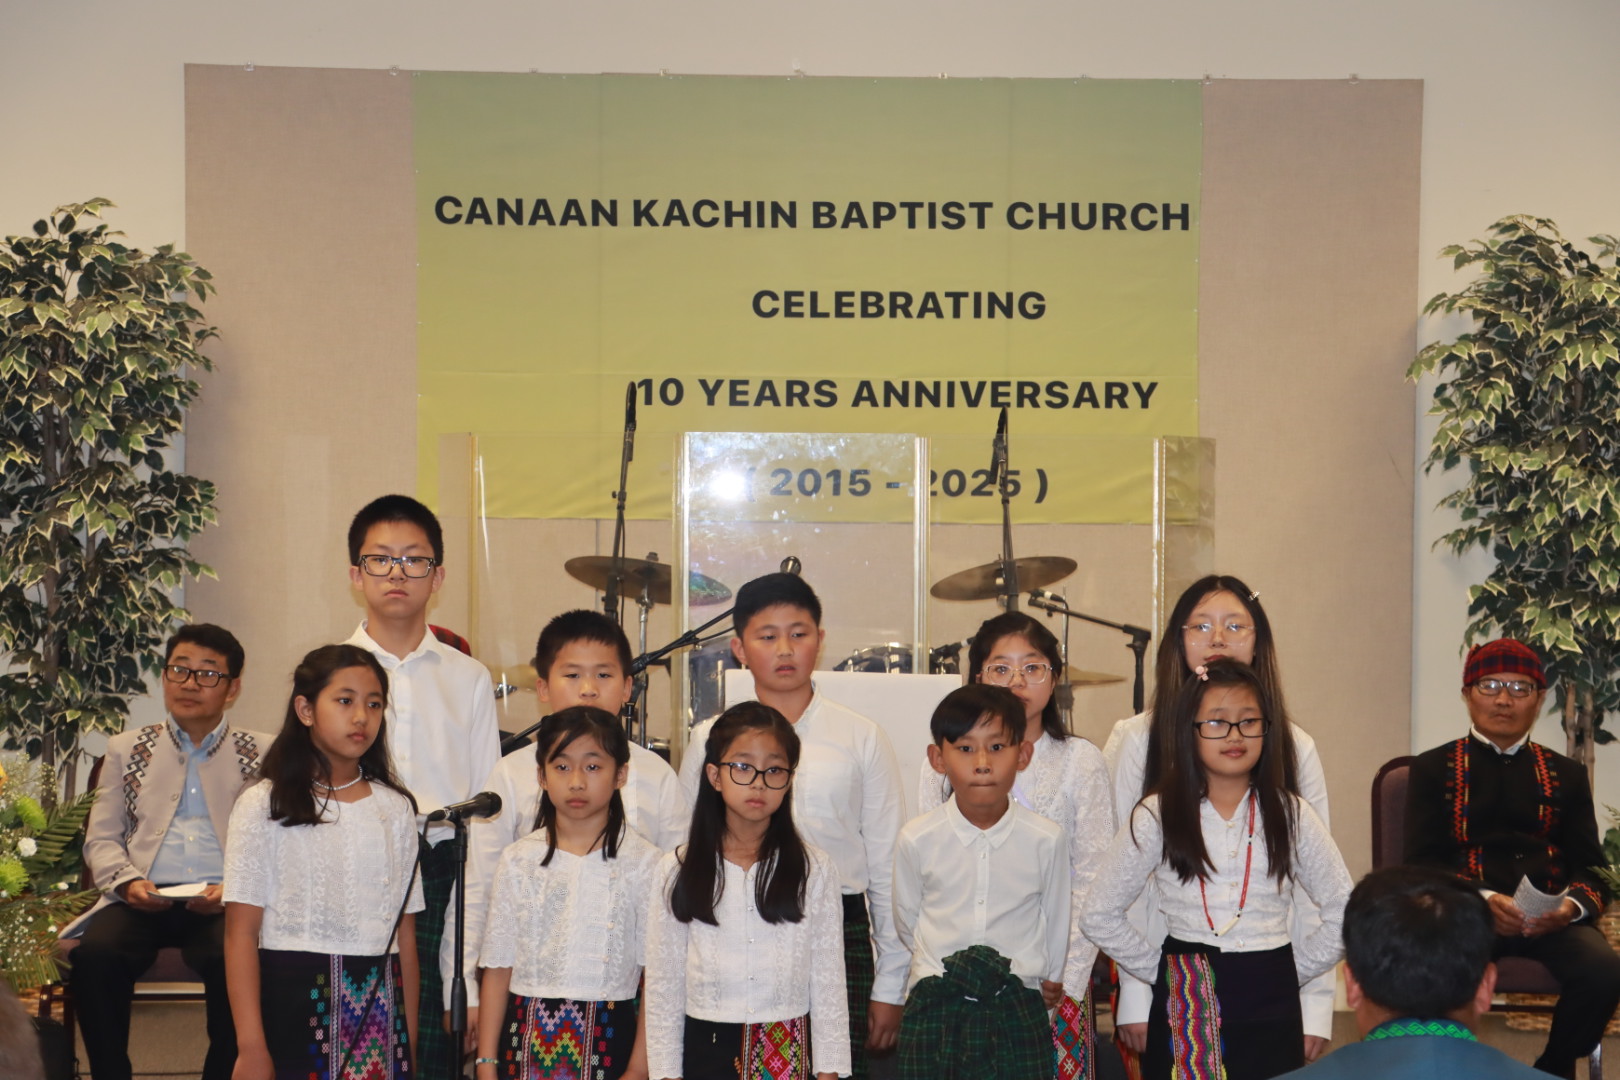 CANAAN KACHIN BAPTIST CHURCH
CELEBRATING
10 YEARS ANNIVERSARY
( 2015 - 2025 )